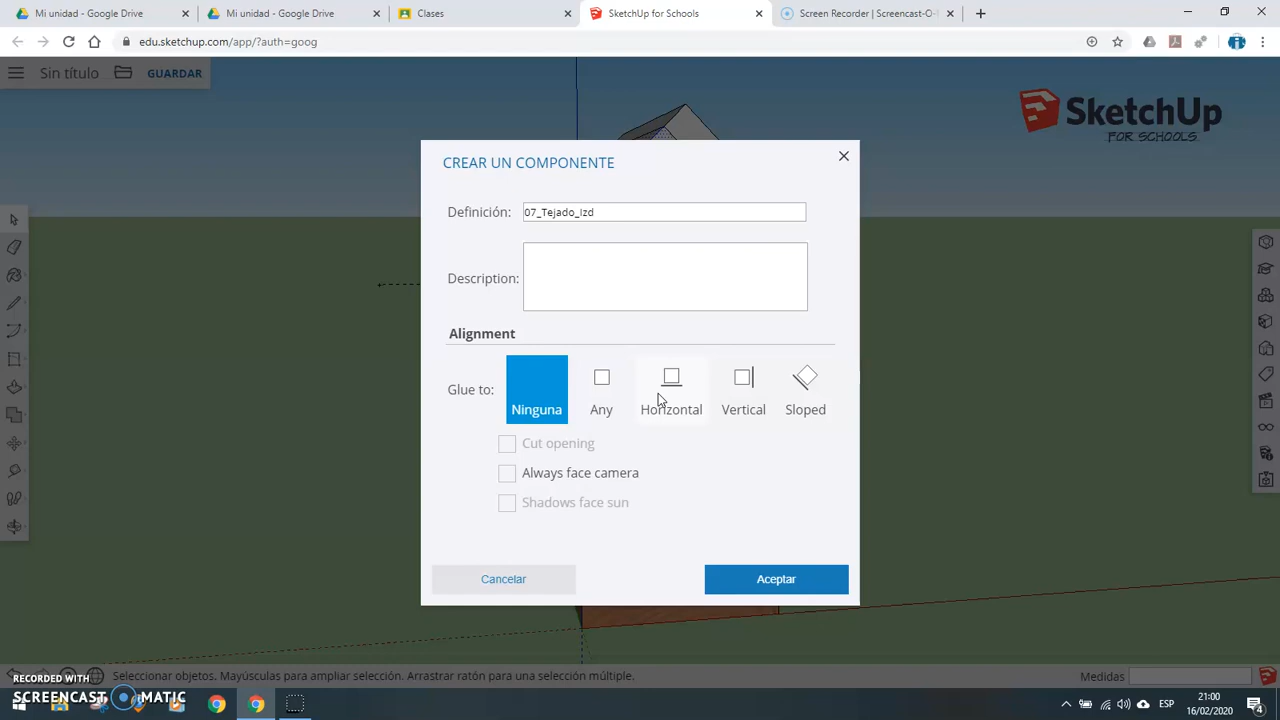 Mi unidad - Google Drive
Mi unidad - Google Drive
Clases
SketchUp for Schools
Screen Recorder | Screencast-O-
edu.sketchup.com/app/?auth=goog
Sin título
GUARDAR
SketchUp
FOR SCHOOLS
CREAR UN COMPONENTE
Definición:
07_Tejado_Izd
Description:
Alignment
Glue to:
Ninguna
Any
Horizontal
Vertical
Sloped
Cut opening
Always face camera
Shadows face sun
Cancelar
Aceptar
Seleccionar objetos. Mayúsculas para ampliar selección. Arrastrar ratón para una selección múltiple.
Medidas
RECORDED WITH
SCREENCAST MATIC
ESP
21:00
16/02/2020
4